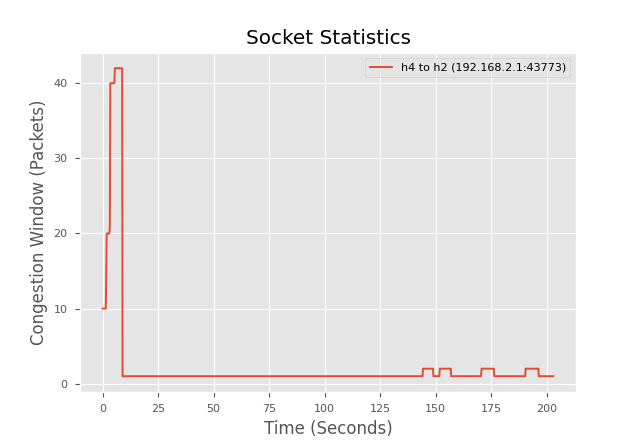 Socket Statistics
h4 to h2 (192.168.2.1:43773)
Congestion Window (Packets)
40
30
20
10
0
0 25 50 75 100 125 150 175 200
Time (Seconds)